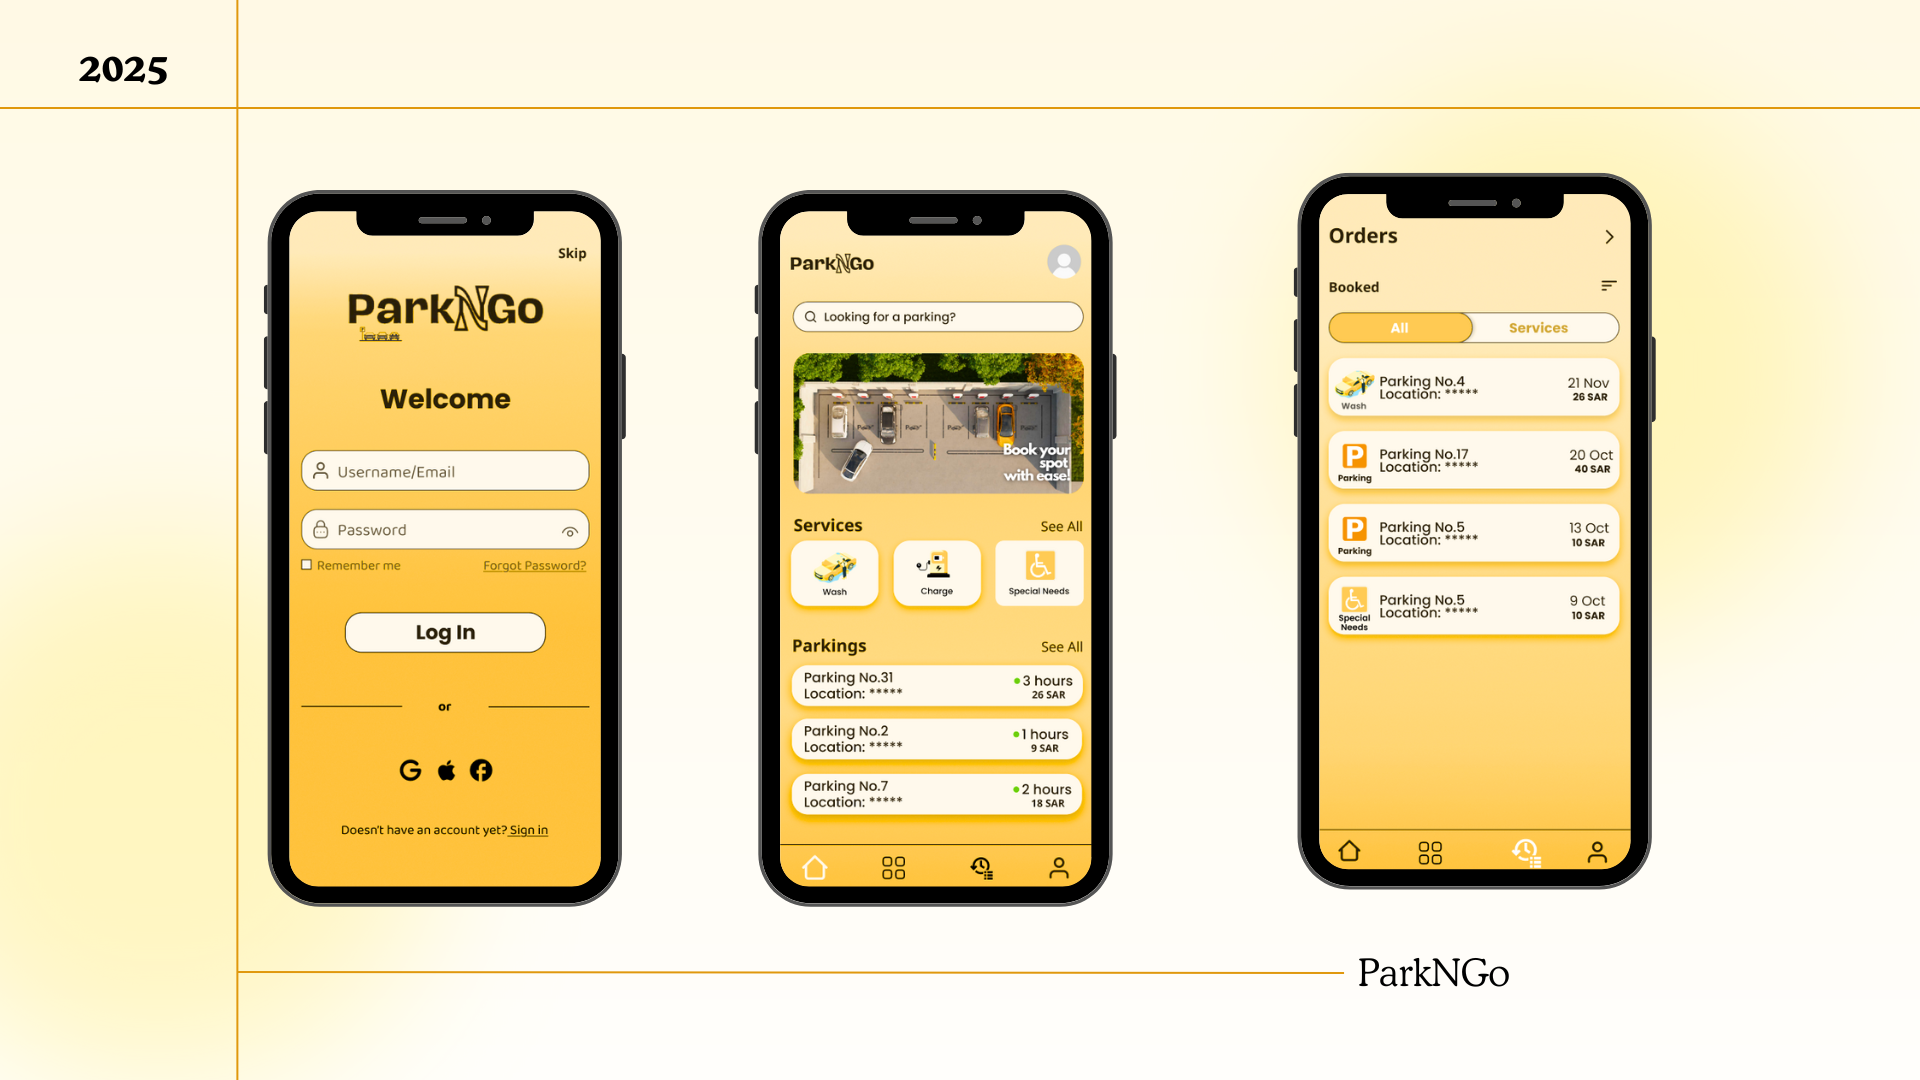 2025
Skip
ParkNGo
Welcome
Username/Email
Password
Remember me
Forgot Password?
Log In
or
Doesn't have an account yet? Sign in
ParkNGo
Looking for a parking?
Book your
spot
with ease!
Services
See All
Wash
Charge
Special Needs
Parkings
See All
Parking No.31
Location: *****
3 hours
26 SAR
Parking No.2
Location: *****
1 hours
9 SAR
Parking No.7
Location: *****
2 hours
18 SAR
Orders
Booked
All
Services
Wash
Parking No.4
Location: *****
21 Nov
26 SAR
P
Parking
Parking No.17
Location: *****
20 Oct
40 SAR
P
Parking
Parking No.5
Location: *****
13 Oct
10 SAR
Special
Needs
Parking No.5
Location: *****
9 Oct
10 SAR
ParkNGo